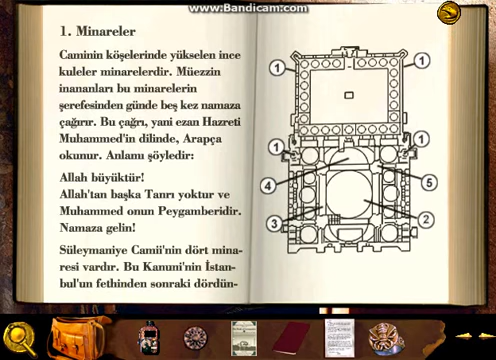 www.Bandicam.com
1. Minareler
Caminin köşelerinde yükselen ince
kuleler minarelerdir. Müezzin
inananları bu minarelerin
şerefesinden günde beş kez namaza
çağırır. Bu çağrı, yani ezan Hazreti
Muhammed'in dilinde, Arapça
okunur. Anlamı şöyledir:
Allah büyüktür!
Allah'tan başka Tanrı yoktur ve
Muhammed onun Peygamberidir.
Namaza gelin!
Süleymaniye Camii'nin dört mina-
resi vardır. Bu Kanuni'nin İstan-
bul'un fethinden sonraki dördün-
1
1
1
1
4
5
3
2